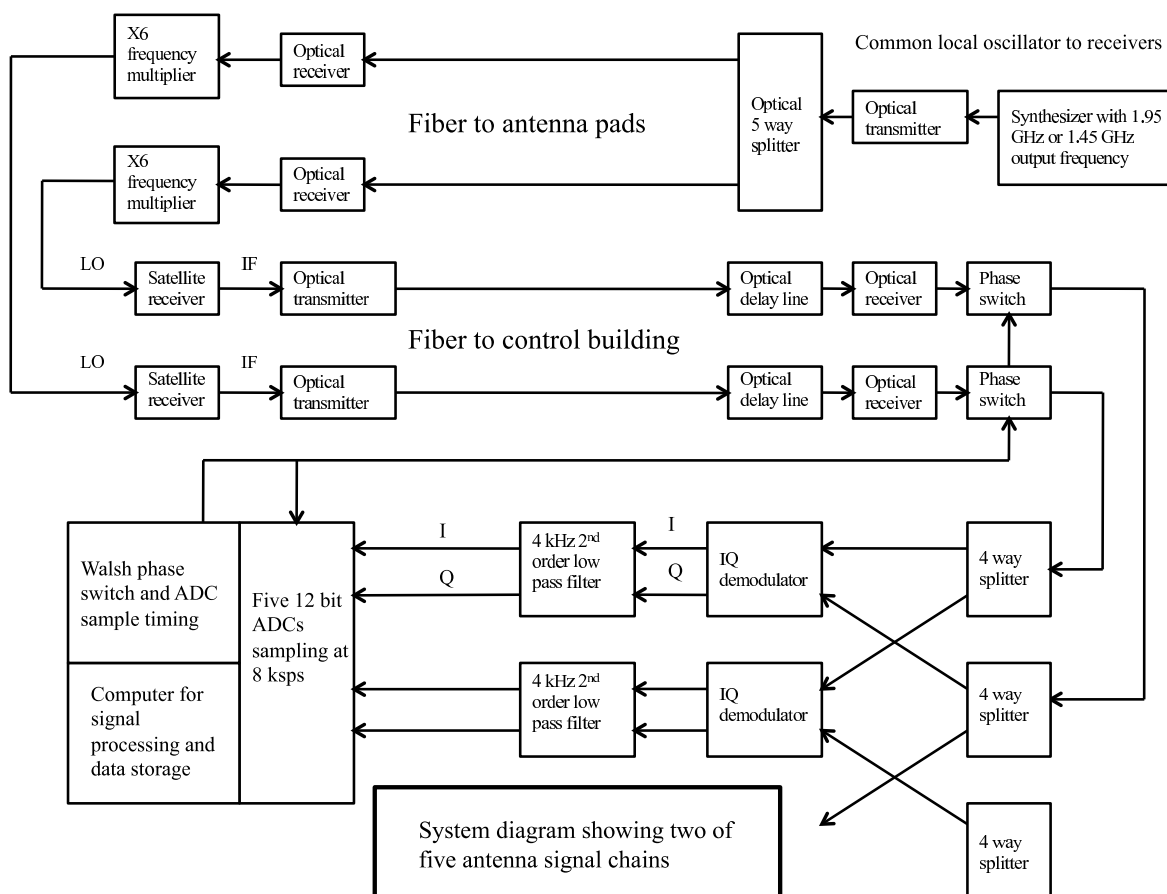 X6
frequency
multiplier
Optical
receiver
Common local oscillator to receivers
Optical
5 way
splitter
Optical
transmitter
Synthesizer with 1.95
GHz or 1.45 GHz
output frequency
Fiber to antenna pads
X6
frequency
multiplier
Optical
receiver
LO
Satellite
receiver
IF
Optical
transmitter
Optical
delay line
Optical
receiver
Phase
switch
Fiber to control building
LO
Satellite
receiver
IF
Optical
transmitter
Optical
delay line
Optical
receiver
Phase
switch
Walsh phase
switch and ADC
sample timing
Five 12 bit
ADCs
sampling at
8 ksps
I
Q
4 kHz 2nd
order low
pass filter
I
Q
IQ
demodulator
4 way
splitter
Computer for
signal
processing and
data storage
4 kHz 2nd
order low
pass filter
IQ
demodulator
4 way
splitter
System diagram showing two of
five antenna signal chains
4 way
splitter